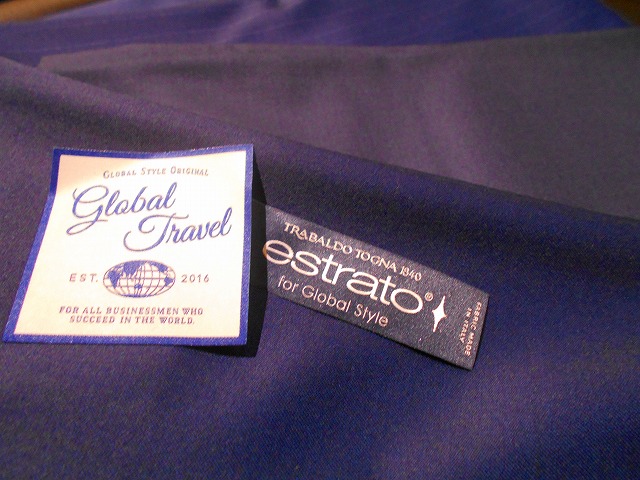 GLOBAL STYLE ORIGINAL
Global
Travel
EST. 2016
FOR ALL BUSINESSMEN WHO
SUCCEED IN THE WORLD.
TRABALDO TOGNA 1840
estrato®
for Global Style
FABRIC MADE
IN ITALY